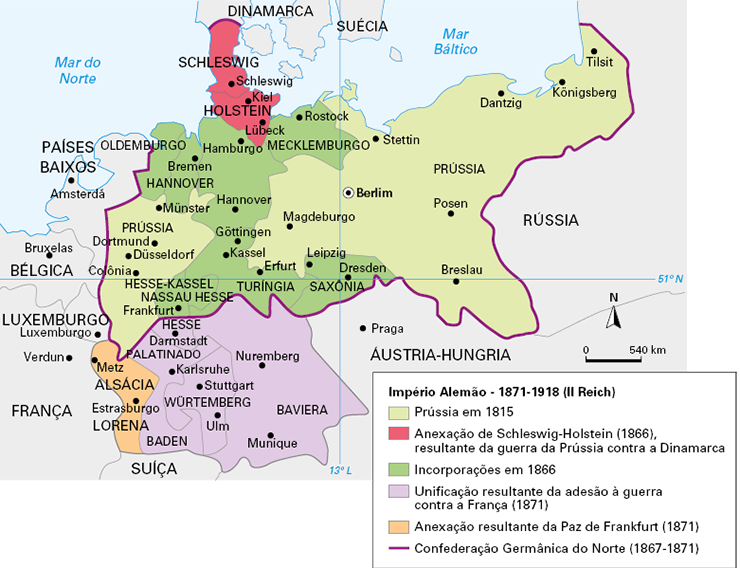 DINAMARCA
SUÉCIA
Mar do
Norte
Mar
Báltico
SCHLESWIG
Schleswig
Kiel
HOLSTEIN
Lübeck
Rostock
Tilsit
Königsberg
Dantzig
Stettin
OLDEMBURGO
Hamburgo
MECKLEMBURGO
PAÍSES
BAIXOS
Amsterdá
Bremen
HANNOVER
PRÚSSIA
Berlim
Hannover
Münster
Magdeburgo
Posen
RÚSSIA
PRÚSSIA
Göttingen
Dortmund
Düsseldorf
Bruxelas
BÉLGICA
Colônia
Kassel
Erfurt
Leipzig
Dresden
Breslau
51º N
HESSE-KASSEL
NASSAU HESSE
TURÍNGIA
SAXÔNIA
Frankfurt
LUXEMBURGO
Luxemburgo
HESSE
Darmstadt
Praga
N
Verdun
PALATINADO
Nuremberg
ÁUSTRIA-HUNGRIA
0
540 km
Metz
Karlsruhe
ALSÁCIA
Stuttgart
FRANÇA
Estrasburgo
WÜRTEMBERG
BAVIERA
LORENA
Ulm
BADEN
Munique
SUÍÇA
13º L
Império Alemão - 1871-1918 (II Reich)
Prússia em 1815
Anexação de Schleswig-Holstein (1866),
resultante da guerra da Prússia contra a Dinamarca
Incorporações em 1866
Unificação resultante da adesão à guerra
contra a França (1871)
Anexação resultante da Paz de Frankfurt (1871)
Confederação Germânica do Norte (1867-1871)